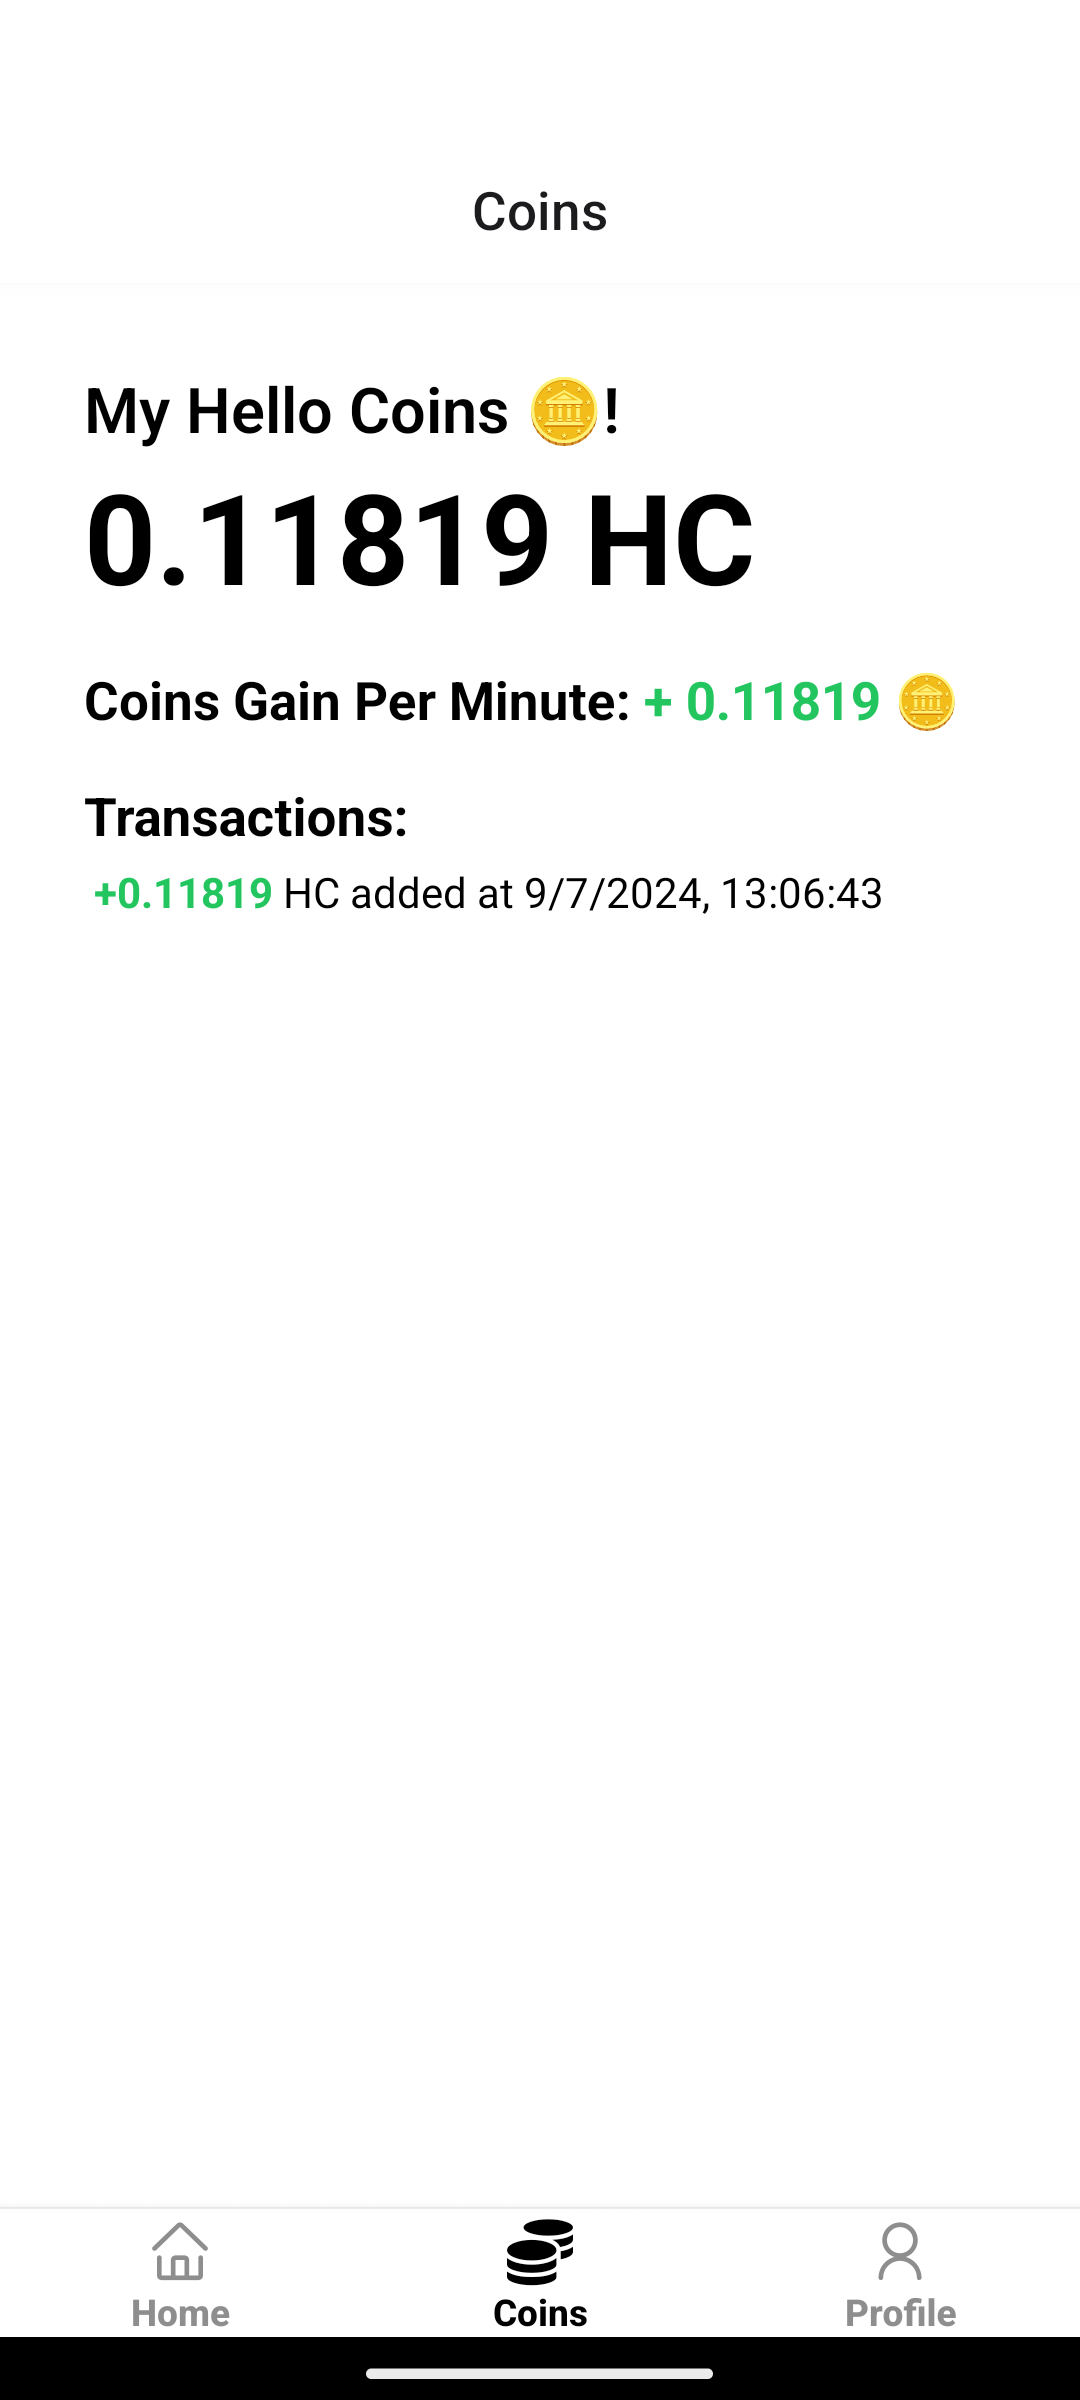 Coins
My Hello Coins 🪙!
0.11819 HC
Coins Gain Per Minute: + 0.11819 🪙
Transactions:
+0.11819 HC added at 9/7/2024, 13:06:43
Home
Coins
Profile